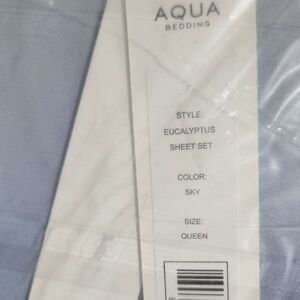 AQUA
BEDDING
STYLE:
EUCALYPTUS
SHEET SET
COLOR:
SKY
SIZE:
QUEEN